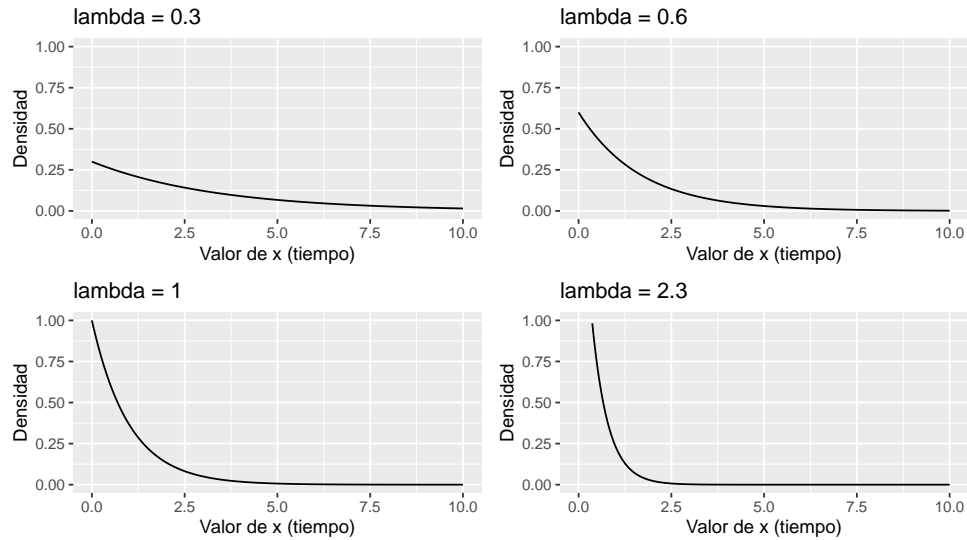 lambda = 0.3
1.00
0.75
0.50
0.25
0.00
Densidad
0.0 2.5 5.0 7.5 10.0
Valor de x (tiempo)
lambda = 0.6
1.00
0.75
0.50
0.25
0.00
Densidad
0.0 2.5 5.0 7.5 10.0
Valor de x (tiempo)
lambda = 1
1.00
0.75
0.50
0.25
0.00
Densidad
0.0 2.5 5.0 7.5 10.0
Valor de x (tiempo)
lambda = 2.3
1.00
0.75
0.50
0.25
0.00
Densidad
0.0 2.5 5.0 7.5 10.0
Valor de x (tiempo)